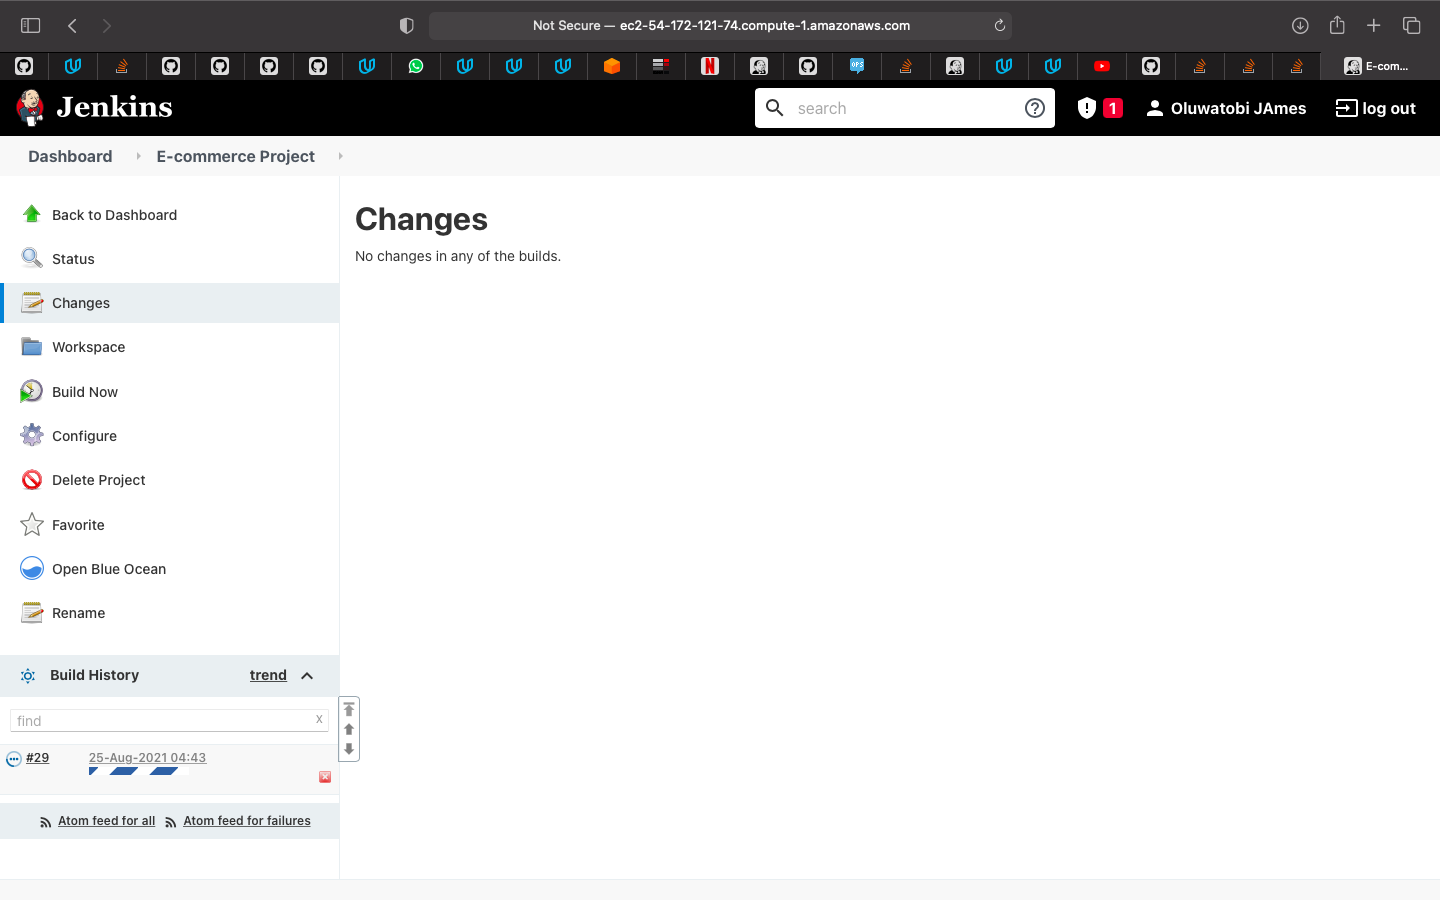 Not Secure — ec2-54-172-121-74.compute-1.amazonaws.com
E-com...
Jenkins
search
1
Oluwatobi JAmes
log out
Dashboard
E-commerce Project
Back to Dashboard
Status
Changes
Workspace
Build Now
Configure
Delete Project
Favorite
Open Blue Ocean
Rename
Build History
trend
find
X
#29
25-Aug-2021 04:43
Atom feed for all
Atom feed for failures
Changes
No changes in any of the builds.